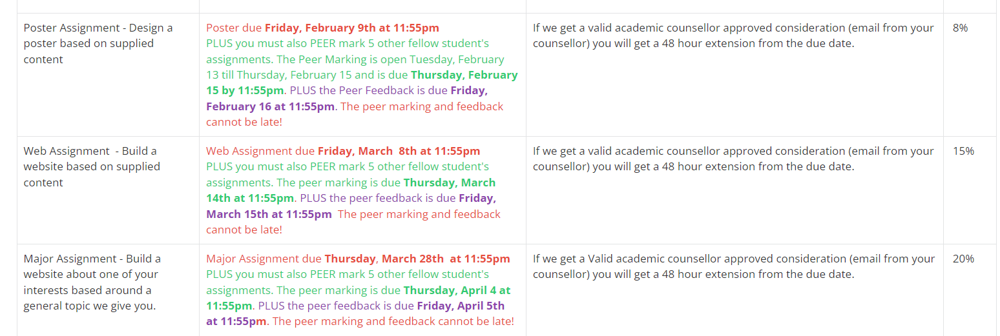 Poster Assignment - Design a
poster based on supplied
content
Poster due Friday, February 9th at 11:55pm
PLUS you must also PEER mark 5 other fellow student's
assignments. The Peer Marking is open Tuesday, February
13 till Thursday, February 15 and is due Thursday, February
15 by 11:55pm. PLUS the Peer Feedback is due Friday,
February 16 at 11:55pm. The peer marking and feedback
cannot be late!
If we get a valid academic counsellor approved consideration (email from your
counsellor) you will get a 48 hour extension from the due date.
8%
Web Assignment  - Build a
website based on supplied
content
Web Assignment due Friday, March  8th at 11:55pm
PLUS you must also PEER mark 5 other fellow student's
assignments. The peer marking is due Thursday, March
14th at 11:55pm. PLUS the peer feedback is due Friday,
March 15th at 11:55pm  The peer marking and feedback
cannot be late!
If we get a valid academic counsellor approved consideration (email from your
counsellor) you will get a 48 hour extension from the due date.
15%
Major Assignment - Build a
website about one of your
interests based around a
general topic we give you.
Major Assignment due Thursday, March 28th  at 11:55pm
PLUS you must also PEER mark 5 other fellow student's
assignments. The peer marking is due Thursday, April 4 at
11:55pm. PLUS the peer feedback is due Friday, April 5th
at 11:55pm. The peer marking and feedback cannot be late!
If we get a Valid academic counsellor approved consideration (email from your
counsellor) you will get a 48 hour extension from the due date.
20%